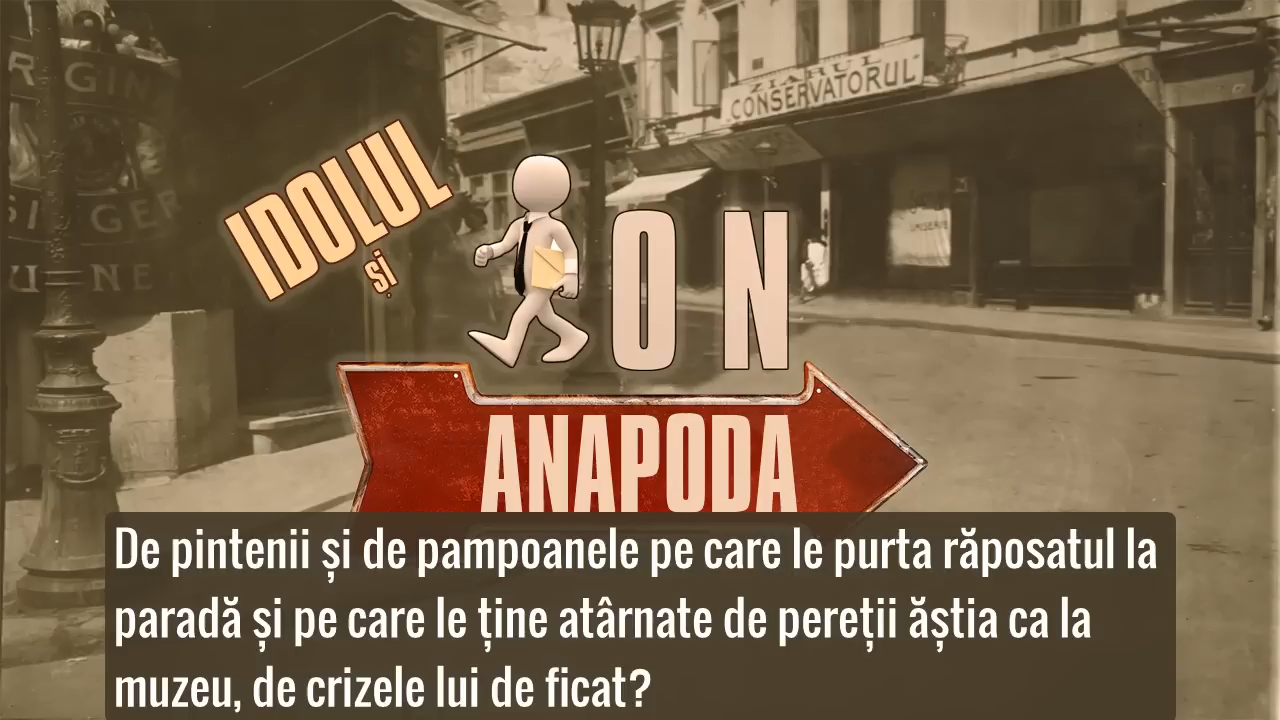 ZIARUL
"CONSERVATORUL"
IDOLUL
ȘI
ON
ANAPODA
De pintenii și de pampoanele pe care le purta răposatul la
paradă și pe care le ține atârnate de pereții ăștia ca la
muzeu, de crizele lui de ficat?